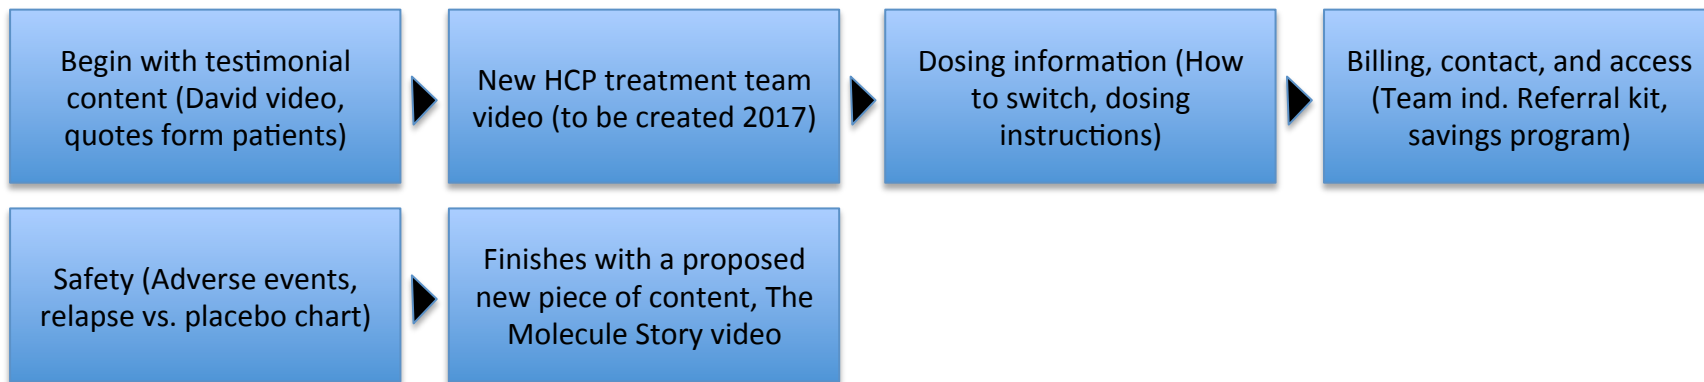 Begin with testimonial
content (David video,
quotes form patients)
New HCP treatment team
video (to be created 2017)
Dosing information (How
to switch, dosing
instructions)
Billing, contact, and access
(Team ind. Referral kit,
savings program)
Safety (Adverse events,
relapse vs. placebo chart)
Finishes with a proposed
new piece of content, The
Molecule Story video